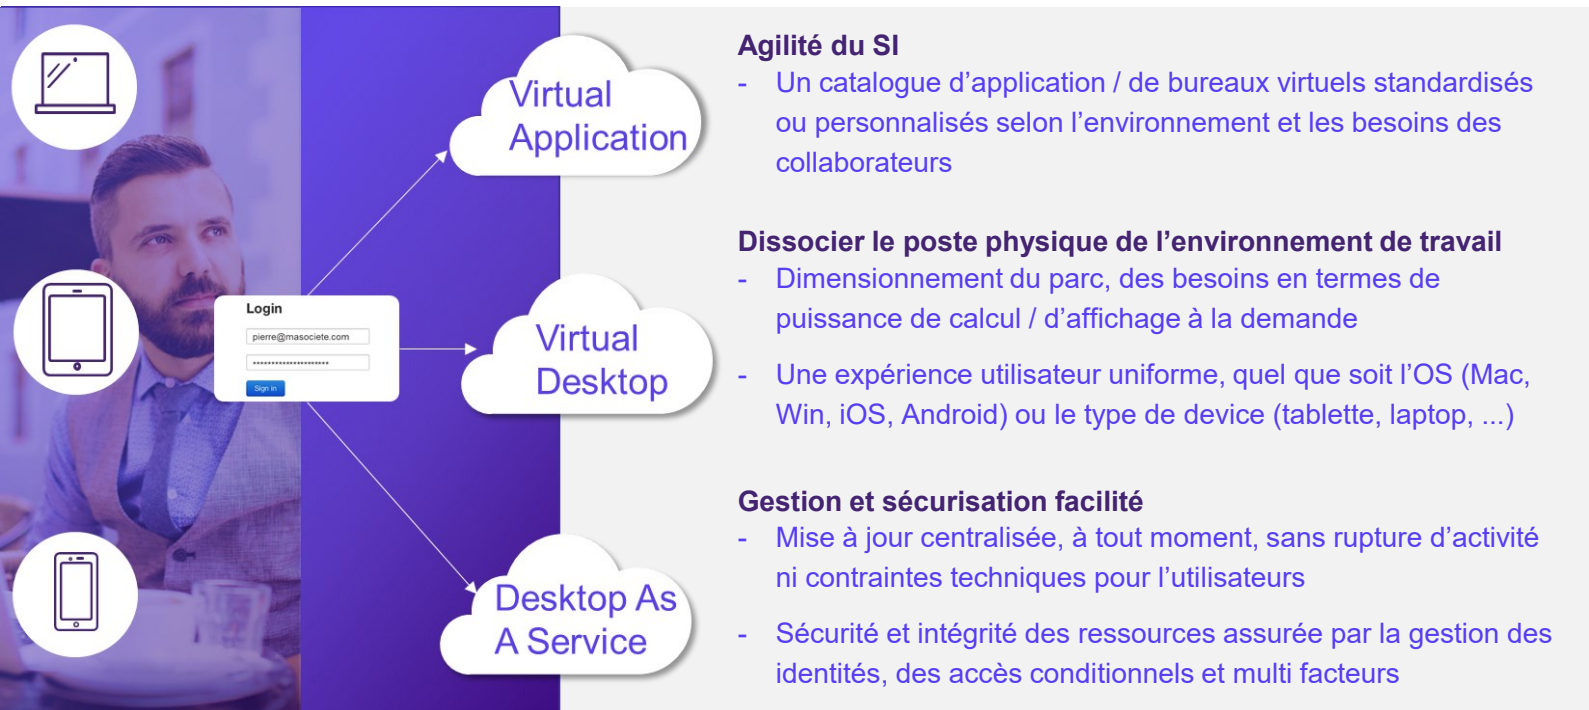 Virtual
Application
Login
pierre@masociete.com
*********************
Sign in
Virtual
Desktop
Desktop As
A Service
Agilité du SI
- Un catalogue d’application / de bureaux virtuels standardisés
ou personnalisés selon l’environnement et les besoins des
collaborateurs
Dissocier le poste physique de l’environnement de travail
- Dimensionnement du parc, des besoins en termes de
puissance de calcul / d’affichage à la demande
- Une expérience utilisateur uniforme, quel que soit l’OS (Mac,
Win, iOS, Android) ou le type de device (tablette, laptop, ...)
Gestion et sécurisation facilité
- Mise à jour centralisée, à tout moment, sans rupture d’activité
ni contraintes techniques pour l’utilisateurs
- Sécurité et intégrité des ressources assurée par la gestion des
identités, des accès conditionnels et multi facteurs